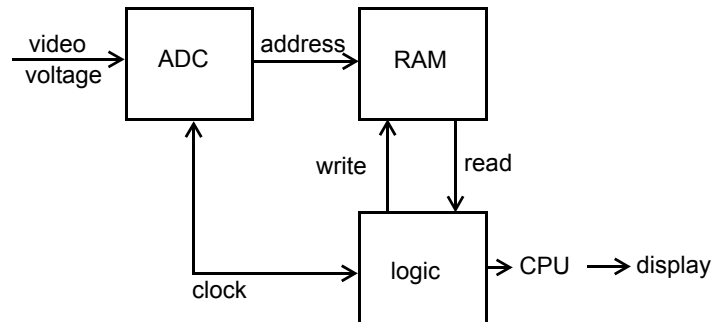 video
voltage
ADC
address
RAM
write
read
clock
logic
CPU
display